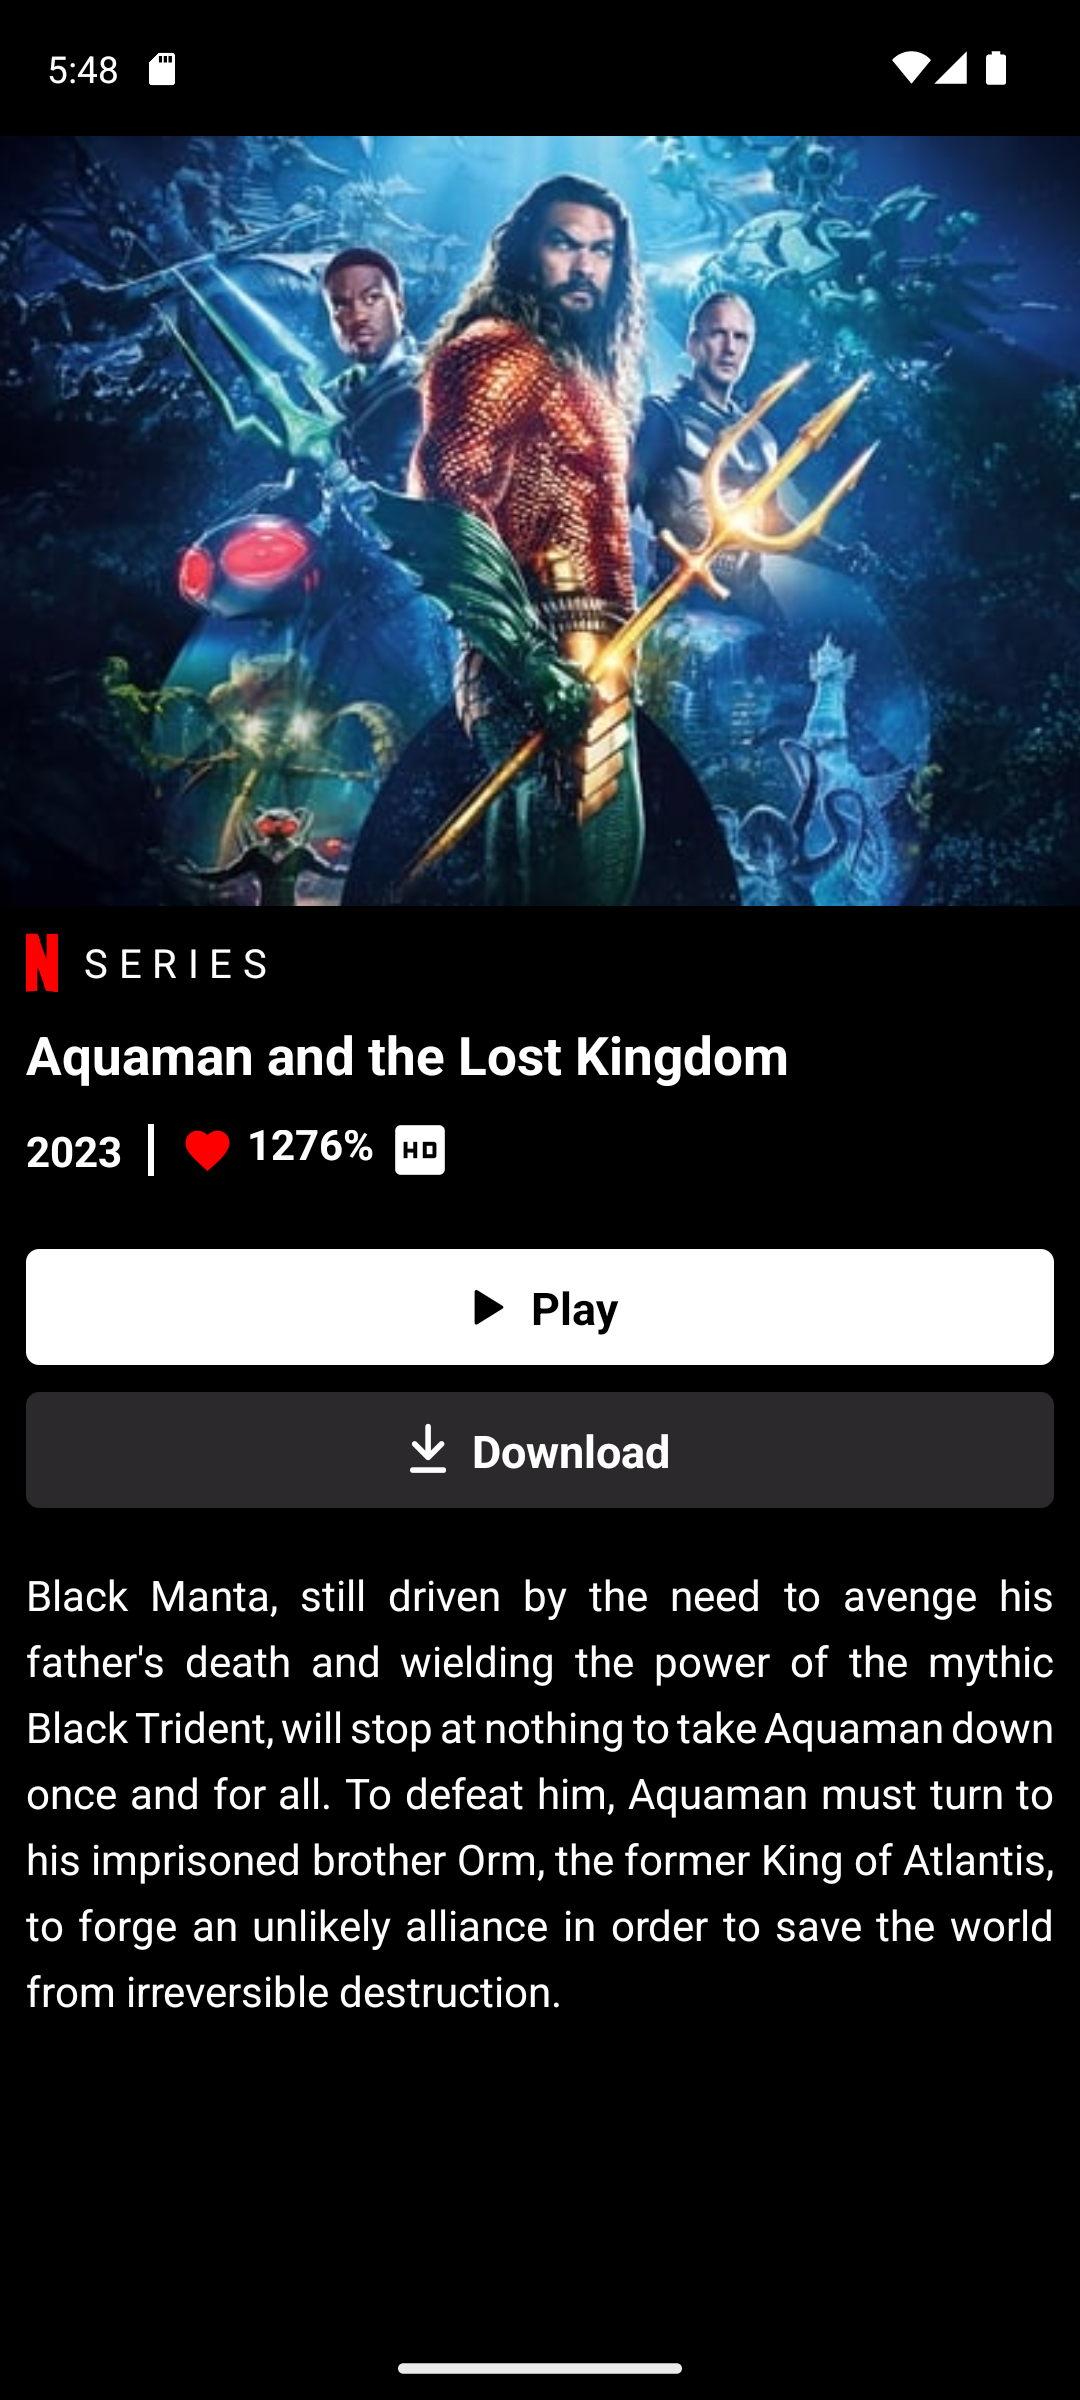 5:48
N SERIES
Aquaman and the Lost Kingdom
2023 1276% HD
Play
Download
Black Manta, still driven by the need to avenge his
father's death and wielding the power of the mythic
Black Trident, will stop at nothing to take Aquaman down
once and for all. To defeat him, Aquaman must turn to
his imprisoned brother Orm, the former King of Atlantis,
to forge an unlikely alliance in order to save the world
from irreversible destruction.